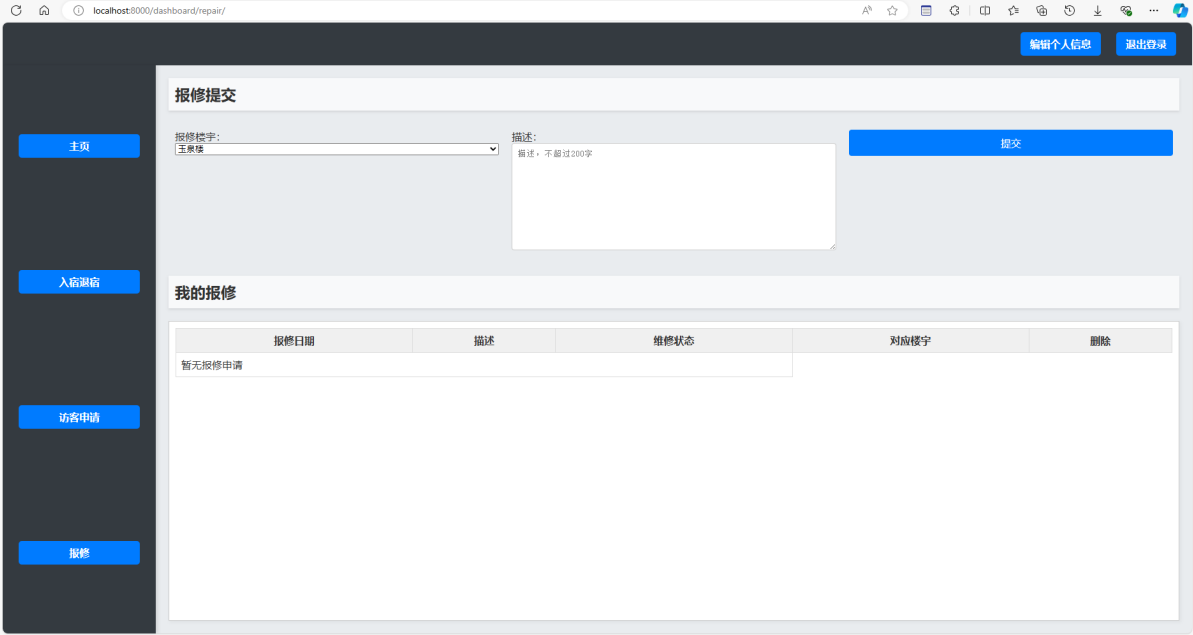 localhost:8000/dashboard/repair/
编辑个人信息
退出登录
主页
入宿退宿
访客申请
报修
报修提交
报修楼宇:
玉泉楼
描述:
描述，不超过200字
提交
我的报修
报修日期 描述 维修状态 对应楼宇 删除
暂无报修申请